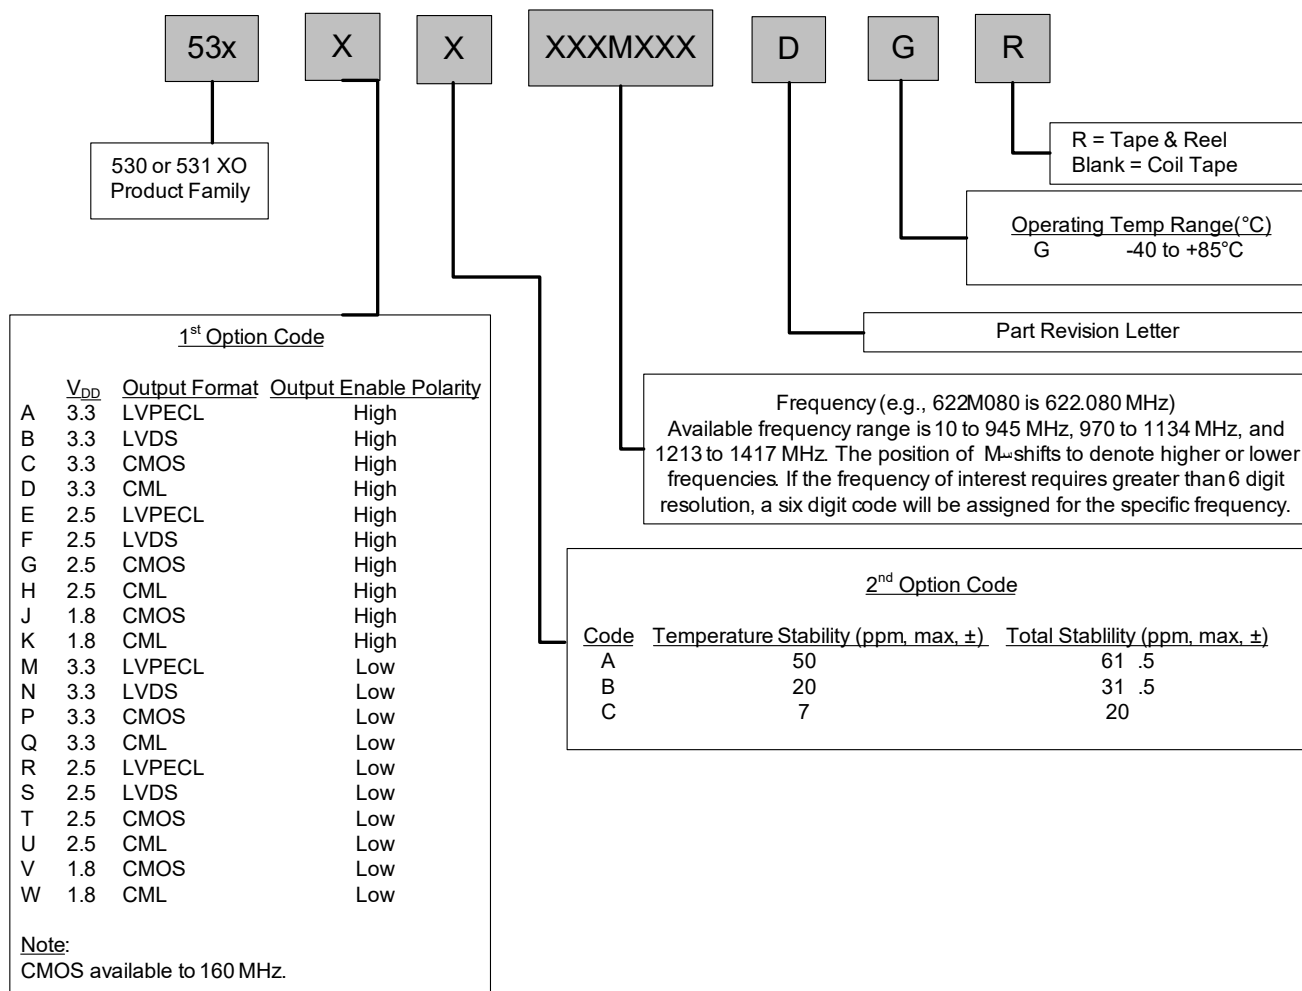 53x X X XXXMXXX D G R
530 or 531 XO
Product Family
R = Tape & Reel
Blank = Coil Tape
Operating Temp Range(°C)
G -40 to +85°C
Part Revision Letter
Frequency (e.g., 622M080 is 622.080 MHz)
Available frequency range is 10 to 945 MHz, 970 to 1134 MHz, and
1213 to 1417 MHz. The position of M shifts to denote higher or lower
frequencies. If the frequency of interest requires greater than 6 digit
resolution, a six digit code will be assigned for the specific frequency.
1st Option Code
VDD Output Format Output Enable Polarity
A 3.3 LVPECL High
B 3.3 LVDS High
C 3.3 CMOS High
D 3.3 CML High
E 2.5 LVPECL High
F 2.5 LVDS High
G 2.5 CMOS High
H 2.5 CML High
J 1.8 CMOS High
K 1.8 CML High
M 3.3 LVPECL Low
N 3.3 LVDS Low
P 3.3 CMOS Low
Q 3.3 CML Low
R 2.5 LVPECL Low
S 2.5 LVDS Low
T 2.5 CMOS Low
U 2.5 CML Low
V 1.8 CMOS Low
W 1.8 CML Low
Note:
CMOS available to 160 MHz.
2nd Option Code
Code Temperature Stability (ppm, max, ±) Total Stablility (ppm, max, ±)
A 50 61 .5
B 20 31 .5
C 7 20